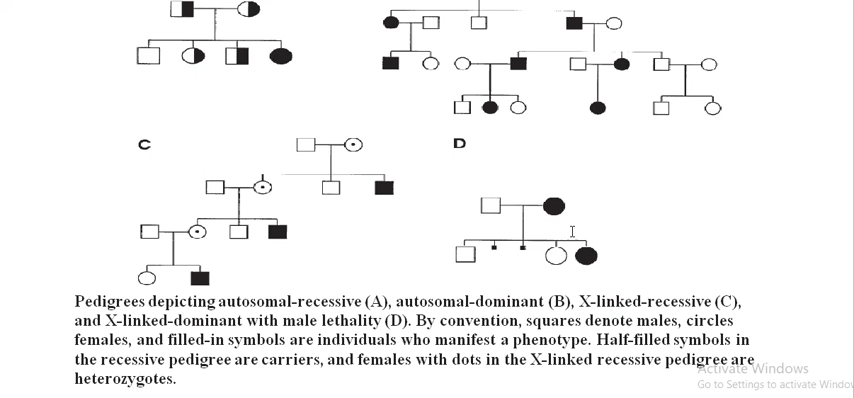 C
D
Pedigrees depicting autosomal-recessive (A), autosomal-dominant (B), X-linked-recessive (C),
and X-linked-dominant with male lethality (D). By convention, squares denote males, circles
females, and filled-in symbols are individuals who manifest a phenotype. Half-filled symbols in
the recessive pedigree are carriers, and females with dots in the X-linked recessive pedigree are
heterozygotes.
Activate Windows
Go to Settings to activate Window